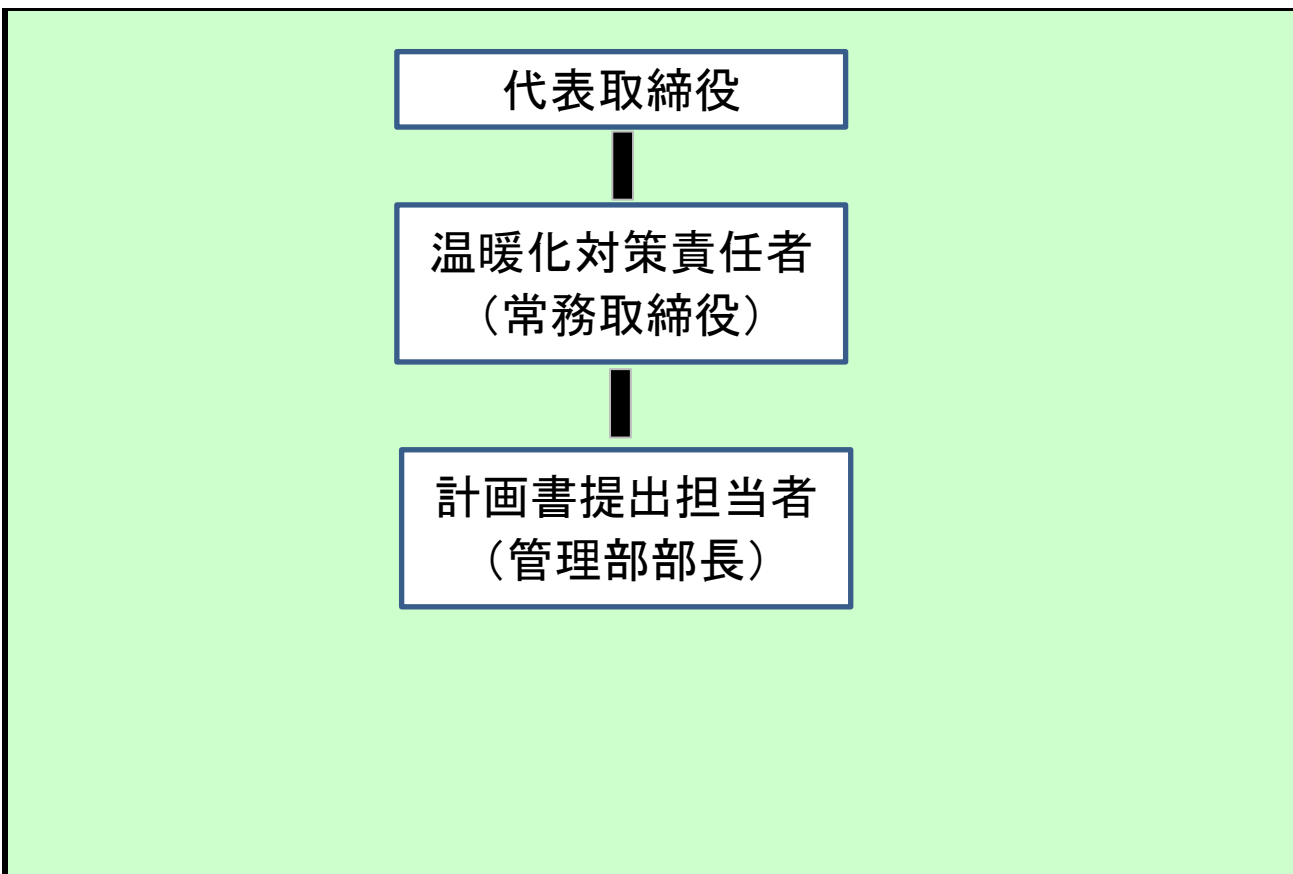 代表取締役
温暖化対策責任者
（常務取締役）
計画書提出担当者
（管理部部長）